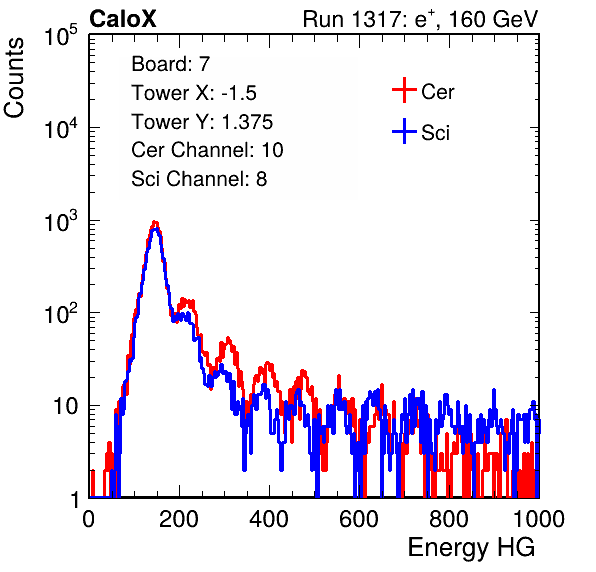 CaloX Run 1317: e⁺, 160 GeV
Counts
Board: 7
Tower X: -1.5
Tower Y: 1.375
Cer Channel: 10
Sci Channel: 8
Cer
Sci
10⁵
10⁴
10³
10²
10
1
0 200 400 600 800 1000
Energy HG